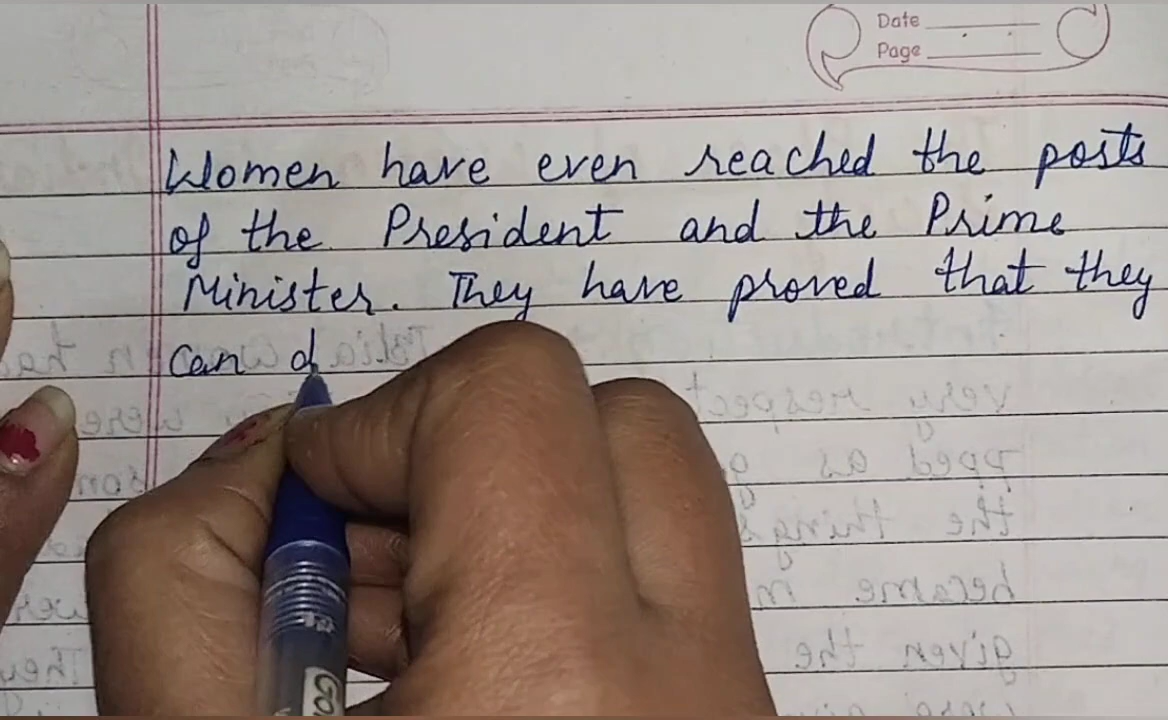 Date
Page
Women have even reached the posts
of the President and the Prime
Minister. They have proved that they
can d